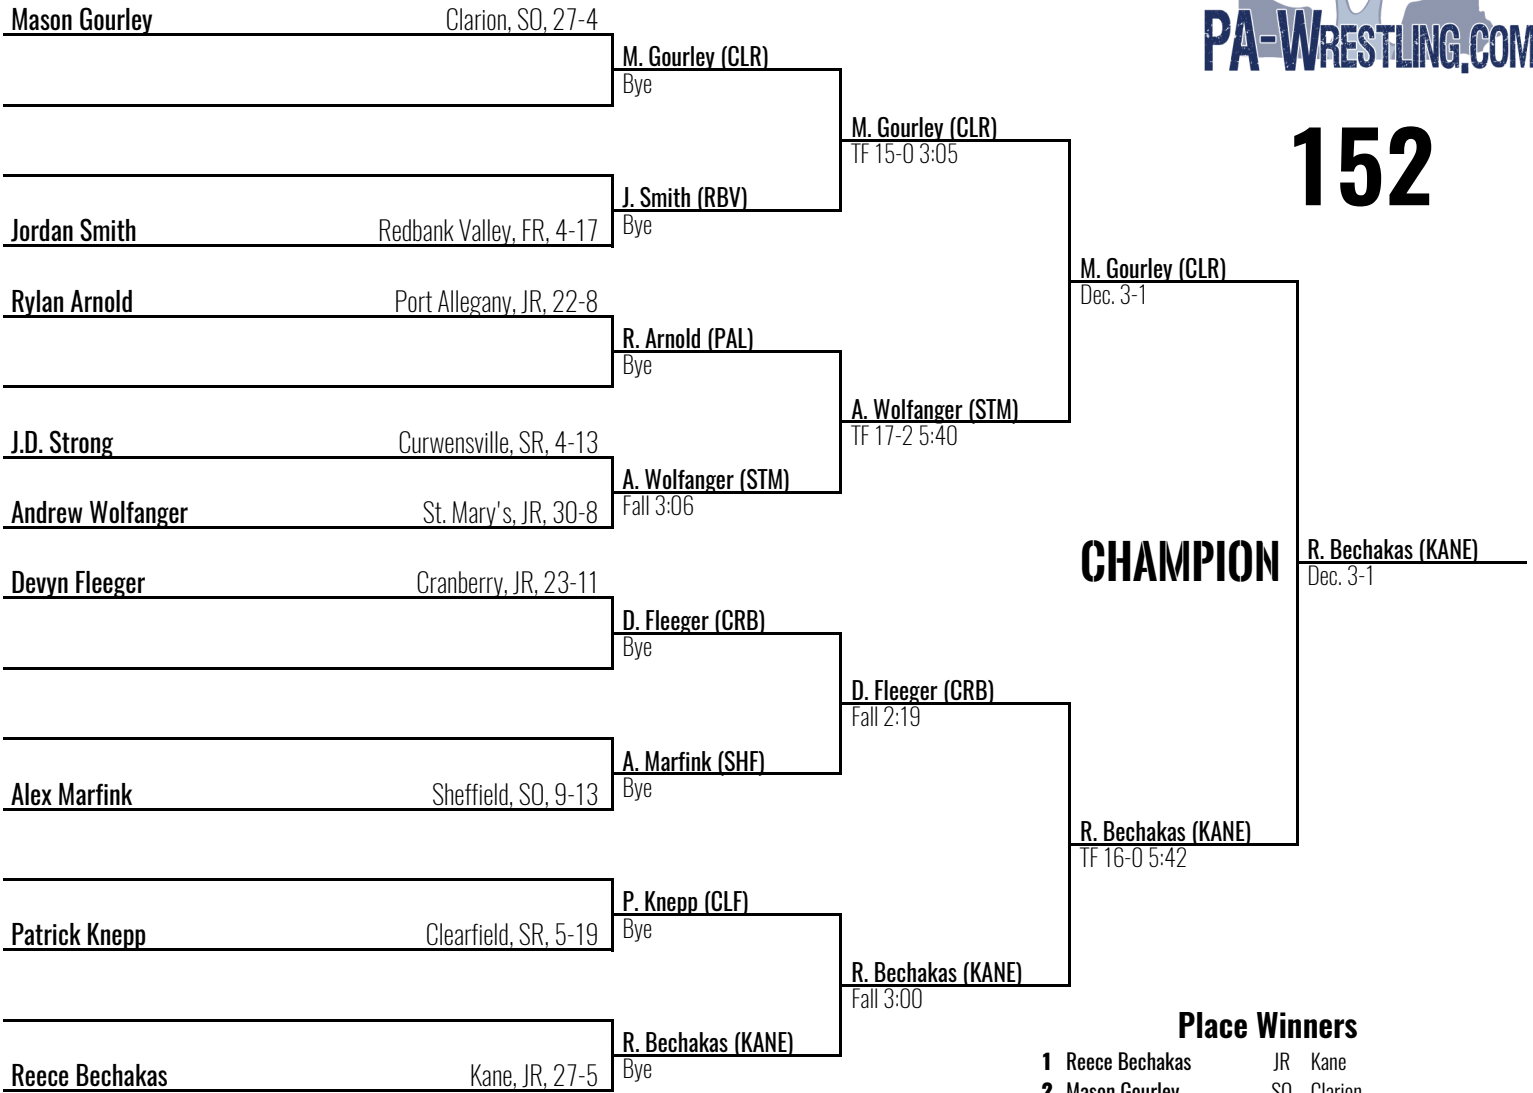 PA-WRESTLING.COM
152
Mason Gourley Clarion, SO, 27-4
M. Gourley (CLR)
Bye
M. Gourley (CLR)
TF 15-0 3:05
J. Smith (RBV)
Bye
Jordan Smith Redbank Valley, FR, 4-17
M. Gourley (CLR)
Dec. 3-1
Rylan Arnold Port Allegany, JR, 22-8
R. Arnold (PAL)
Bye
A. Wolfanger (STM)
TF 17-2 5:40
J.D. Strong Curwensville, SR, 4-13
A. Wolfanger (STM)
Fall 3:06
Andrew Wolfanger St. Mary's, JR, 30-8
CHAMPION
R. Bechakas (KANE)
Dec. 3-1
Devyn Fleeger Cranberry, JR, 23-11
D. Fleeger (CRB)
Bye
D. Fleeger (CRB)
Fall 2:19
A. Marfink (SHF)
Bye
Alex Marfink Sheffield, SO, 9-13
R. Bechakas (KANE)
TF 16-0 5:42
P. Knepp (CLF)
Bye
Patrick Knepp Clearfield, SR, 5-19
R. Bechakas (KANE)
Fall 3:00
R. Bechakas (KANE)
Bye
Reece Bechakas Kane, JR, 27-5
Place Winners
1 Reece Bechakas JR Kane
2 Mason Gourley SO Clarion